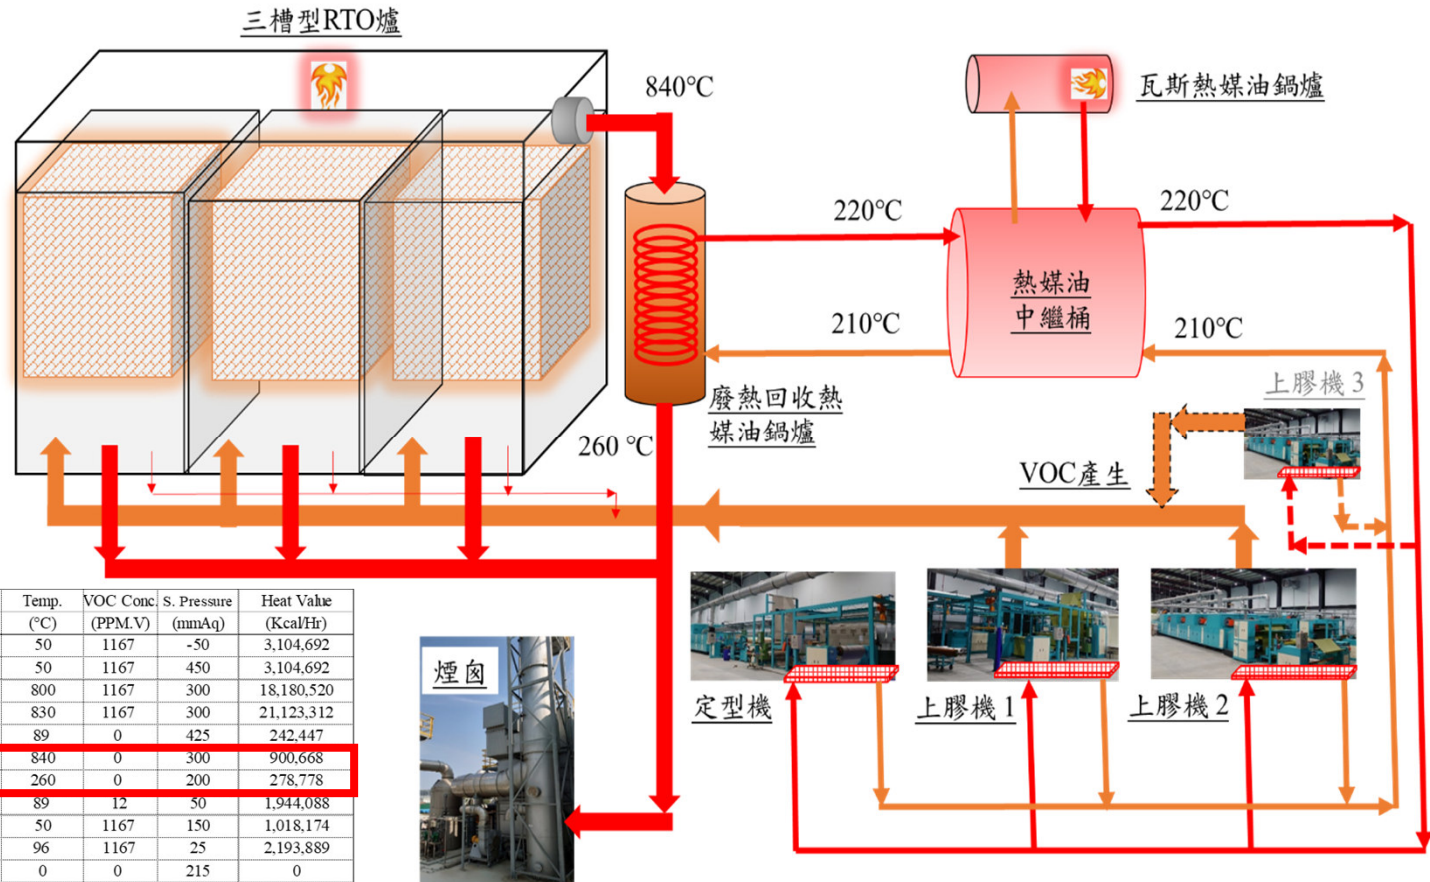 三槽型RTO爐
840℃
瓦斯熱媒油鍋爐
220℃
220℃
熱媒油
中繼桶
210℃
210℃
廢熱回收熱
媒油鍋爐
260 ℃
上膠機 3
VOC產生
定型機
上膠機 1
上膠機 2
煙囪
Temp. VOC Conc. S. Pressure Heat Value
(°C) (PPM.V) (mmAq) (Kcal/Hr)
50 1167 -50 3,104,692
50 1167 450 3,104,692
800 1167 300 18,180,520
830 1167 300 21,123,312
89 0 425 242,447
840 0 300 900,668
260 0 200 278,778
89 12 50 1,944,088
50 1167 150 1,018,174
96 1167 25 2,193,889
0 0 215 0